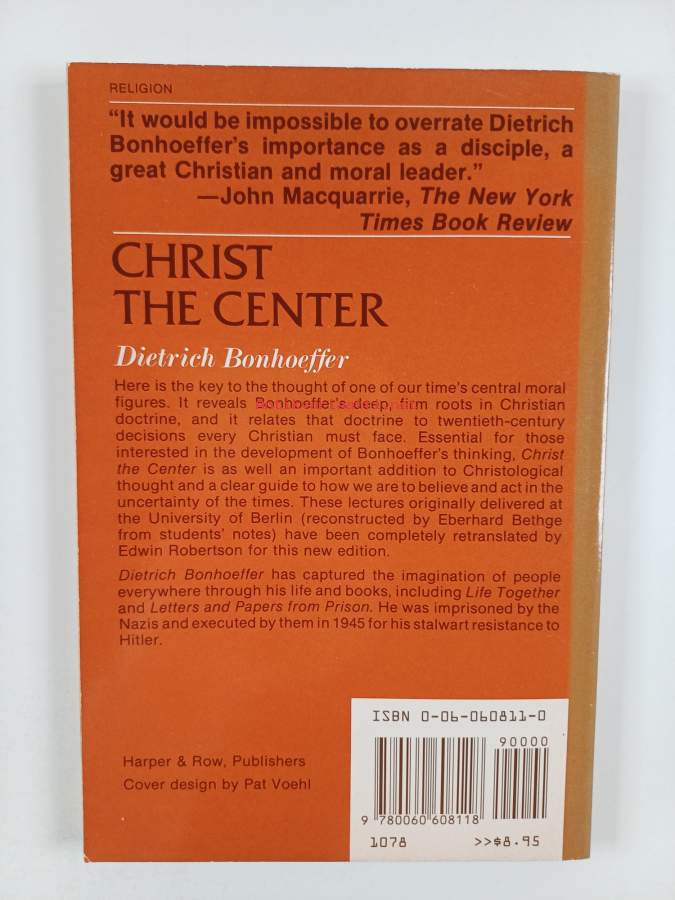 RELIGION
“It would be impossible to overrate Dietrich
Bonhoeffer’s importance as a disciple, a
great Christian and moral leader.”
—John Macquarrie, The New York
Times Book Review
CHRIST
THE CENTER
Dietrich Bonhoeffer
Here is the key to the thought of one of our time’s central moral
figures. It reveals Bonhoeffer’s deep, firm roots in Christian
doctrine, and it relates that doctrine to twentieth-century
decisions every Christian must face. Essential for those
interested in the development of Bonhoeffer’s thinking, Christ
the Center is as well an important addition to Christological
thought and a clear guide to how we are to believe and act in the
uncertainty of the times. These lectures originally delivered at
the University of Berlin (reconstructed by Eberhard Bethge
from students’ notes) have been completely retranslated by
Edwin Robertson for this new edition.
Dietrich Bonhoeffer has captured the imagination of people
everywhere through his life and books, including Life Together
and Letters and Papers from Prison. He was imprisoned by the
Nazis and executed by them in 1945 for his stalwart resistance to
Hitler.
ISBN 0-06-060811-0
90000
Harper & Row, Publishers
Cover design by Pat Voehl
9 780060 608118
1078 >>$8.95